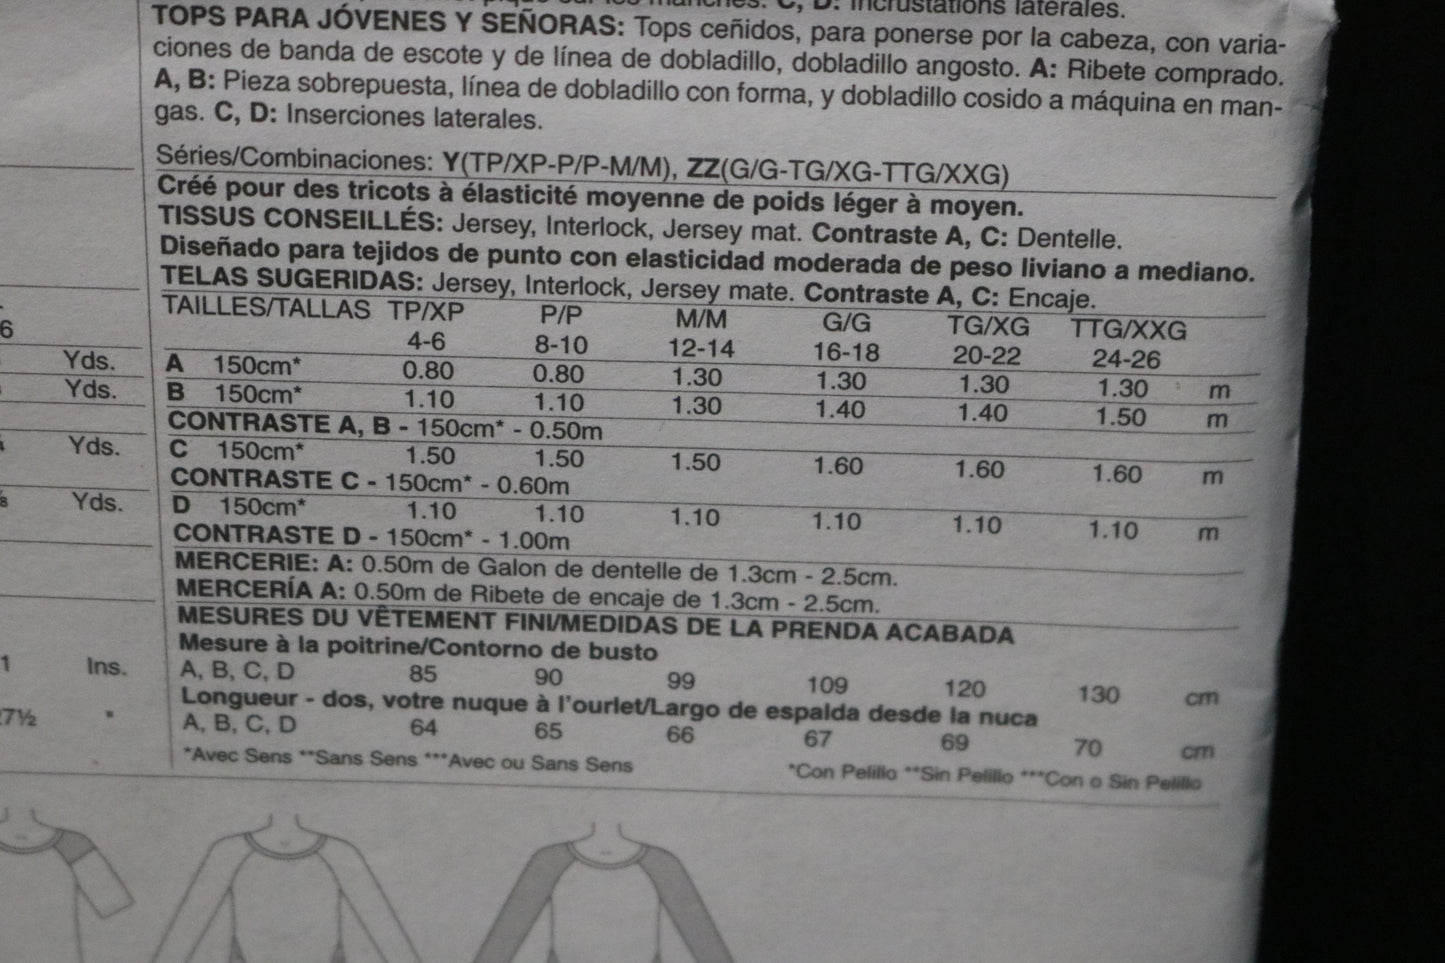 C, D: Incrustations latérales.
TOPS PARA JÓVENES Y SEÑORAS: Tops ceñidos, para ponerse por la cabeza, con varia-
ciones de banda de escote y de línea de dobladillo, dobladillo angosto. A: Ribete comprado.
A, B: Pieza sobrepuesta, línea de dobladillo con forma, y dobladillo cosido a máquina en man-
gas. C, D: Inserciones laterales.
Séries/Combinaciones: Y(TP/XP-P/P-M/M), ZZ(G/G-TG/XG-TTG/XXG)
Créé pour des tricots à élasticité moyenne de poids léger à moyen.
TISSUS CONSEILLÉS: Jersey, Interlock, Jersey mat. Contraste A, C: Dentelle.
Diseñado para tejidos de punto con elasticidad moderada de peso liviano a mediano.
TELAS SUGERIDAS: Jersey, Interlock, Jersey mate. Contraste A, C: Encaje.
TAILLES/TALLAS TP/XP P/P M/M G/G TG/XG TTG/XXG
6 4-6 8-10 12-14 16-18 20-22 24-26
Yds. A 150cm* 0.80 0.80 1.30 1.30 1.30 1.30 m
Yds. B 150cm* 1.10 1.10 1.30 1.40 1.40 1.50 m
CONTRASTE A, B - 150cm* - 0.50m
Yds. C 150cm* 1.50 1.50 1.50 1.60 1.60 1.60 m
CONTRASTE C - 150cm* - 0.60m
Yds. D 150cm* 1.10 1.10 1.10 1.10 1.10 1.10 m
CONTRASTE D - 150cm* - 1.00m
MERCERIE: A: 0.50m de Galon de dentelle de 1.3cm - 2.5cm.
MERCERÍA A: 0.50m de Ribete de encaje de 1.3cm - 2.5cm.
MESURES DU VÊTEMENT FINI/MEDIDAS DE LA PRENDA ACABADA
Mesure à la poitrine/Contorno de busto
1 Ins. A, B, C, D 85 90 99 109 120 130 cm
Longueur - dos, votre nuque à l'ourlet/Largo de espalda desde la nuca
27½ " A, B, C, D 64 65 66 67 69 70 cm
*Avec Sens **Sans Sens ***Avec ou Sans Sens *Con Pelillo **Sin Pelillo ***Con o Sin Pelillo